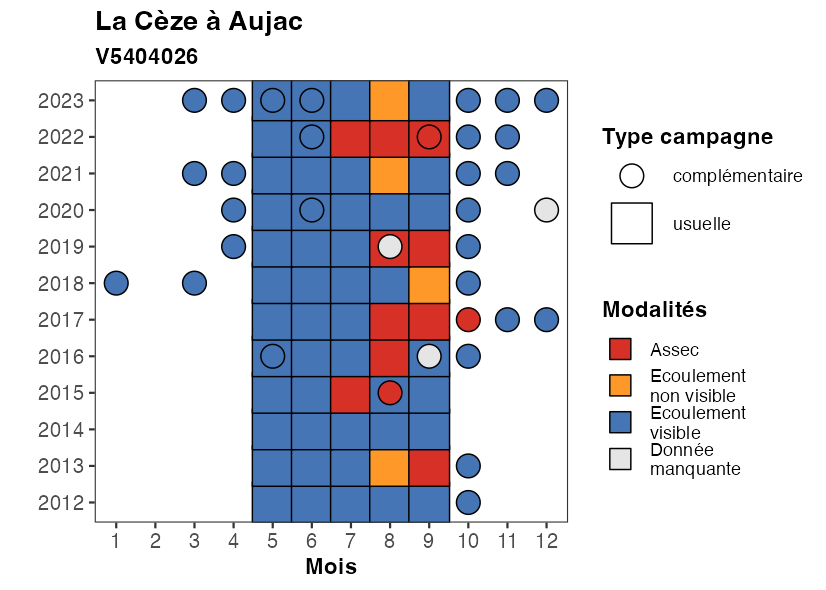 La Cèze à Aujac
V5404026
2023
2022
2021
2020
2019
2018
2017
2016
2015
2014
2013
2012
1 2 3 4 5 6 7 8 9 10 11 12
Mois
Type campagne
complémentaire
usuelle
Modalités
Assec
Ecoulement
non visible
Ecoulement
visible
Donnée
manquante